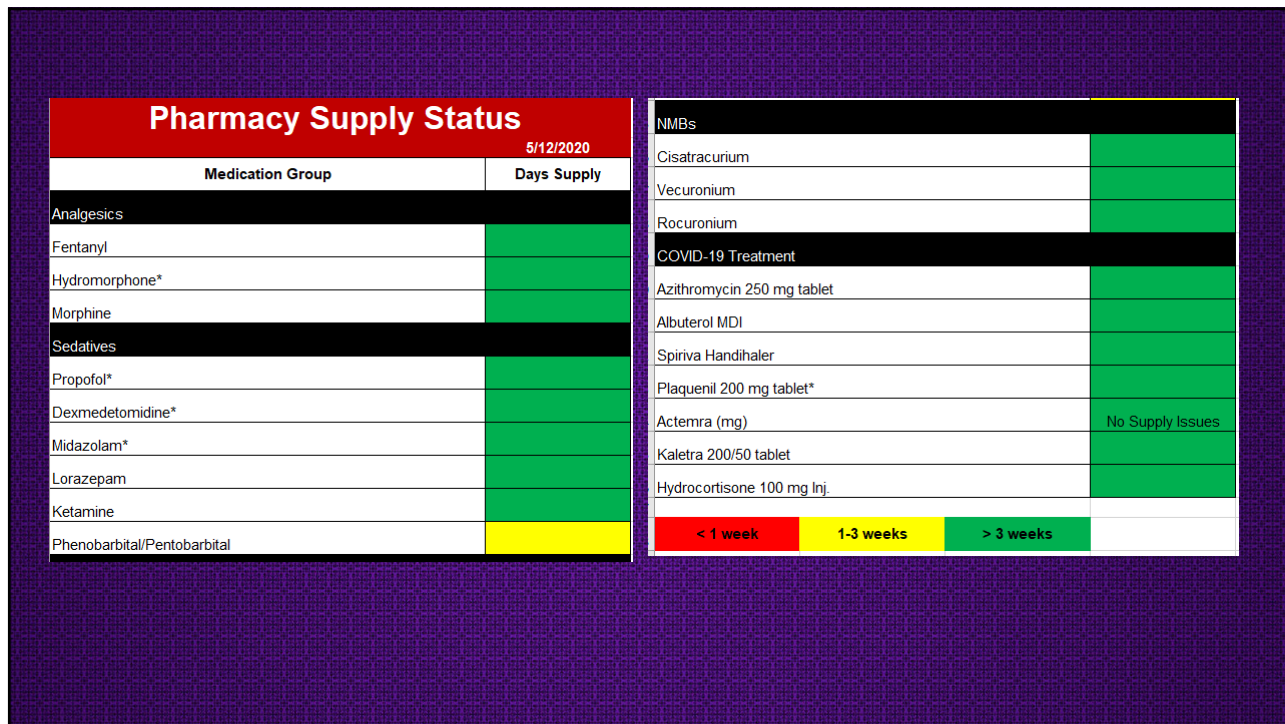 Pharmacy Supply Status
5/12/2020
Medication Group Days Supply
Analgesics
Fentanyl
Hydromorphone*
Morphine
Sedatives
Propofol*
Dexmedetomidine*
Midazolam*
Lorazepam
Ketamine
Phenobarbital/Pentobarbital
NMBs
Cisatracurium
Vecuronium
Rocuronium
COVID-19 Treatment
Azithromycin 250 mg tablet
Albuterol MDI
Spiriva Handihaler
Plaquenil 200 mg tablet*
Actemra (mg) No Supply Issues
Kaletra 200/50 tablet
Hydrocortisone 100 mg Inj.
< 1 week 1-3 weeks > 3 weeks